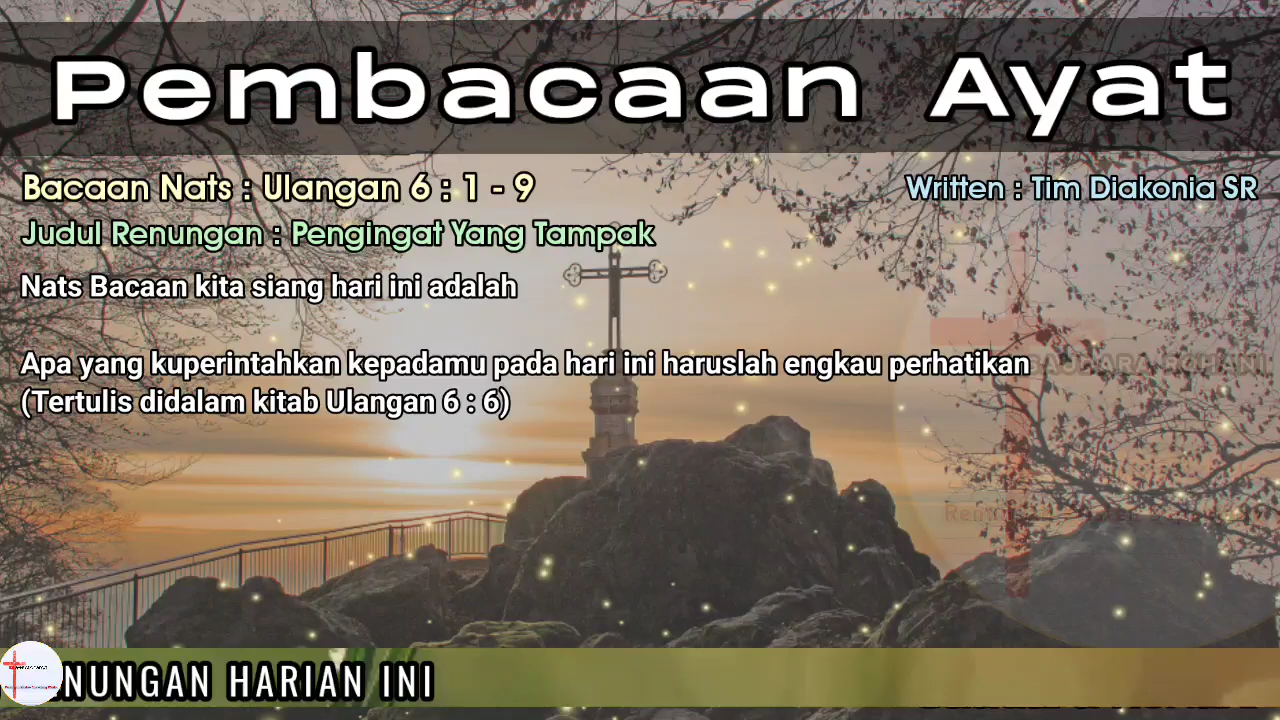 Pembacaan Ayat
Bacaan Nats : Ulangan 6 : 1 - 9
Written : Tim Diakonia SR
Judul Renungan : Pengingat Yang Tampak
Nats Bacaan kita siang hari ini adalah
Apa yang kuperintahkan kepadamu pada hari ini haruslah engkau perhatikan
(Tertulis didalam kitab Ulangan 6 : 6)
HARIAN INI